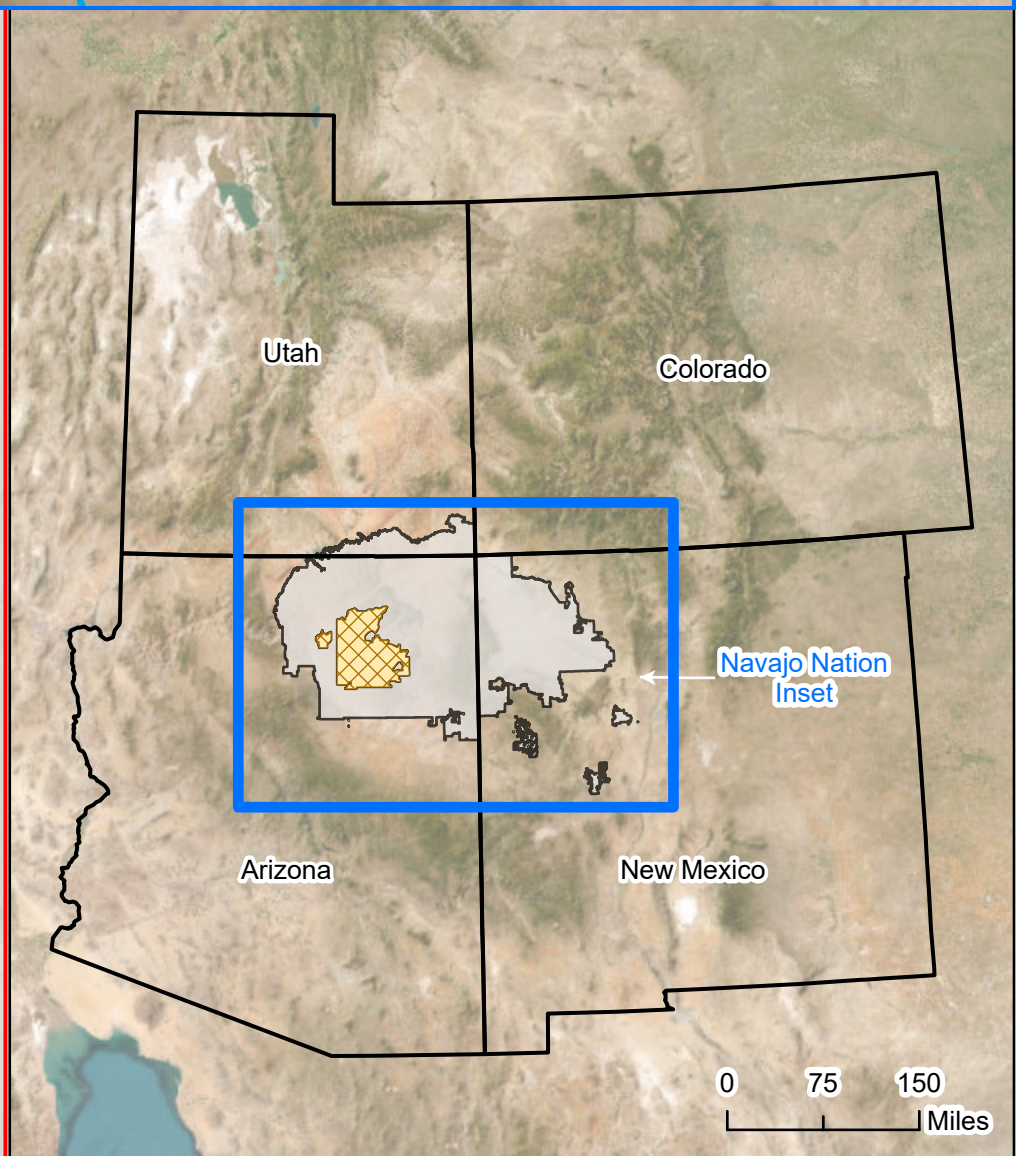 Utah
Colorado
Navajo Nation
Inset
Arizona
New Mexico
0 75 150
Miles